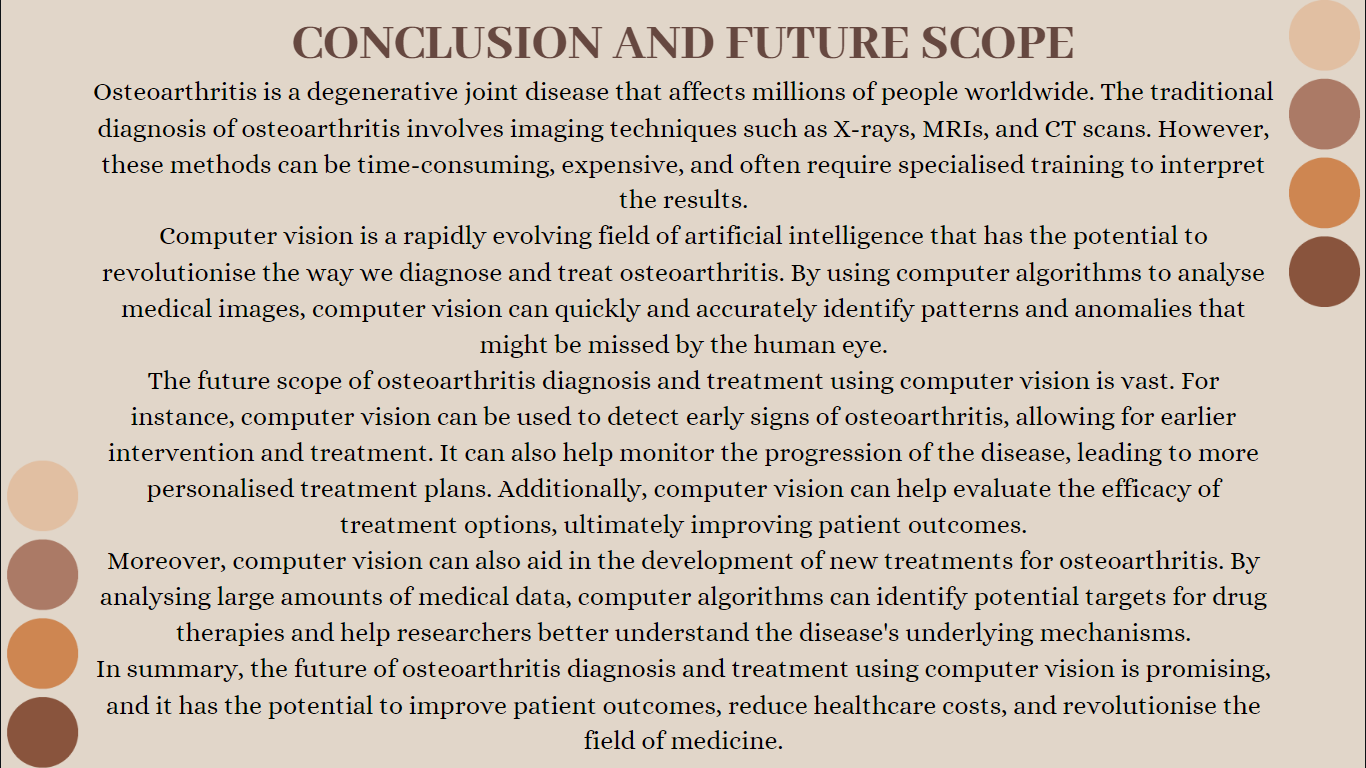 CONCLUSION AND FUTURE SCOPE
Osteoarthritis is a degenerative joint disease that affects millions of people worldwide. The traditional
diagnosis of osteoarthritis involves imaging techniques such as X-rays, MRIs, and CT scans. However,
these methods can be time-consuming, expensive, and often require specialised training to interpret
the results.
Computer vision is a rapidly evolving field of artificial intelligence that has the potential to
revolutionise the way we diagnose and treat osteoarthritis. By using computer algorithms to analyse
medical images, computer vision can quickly and accurately identify patterns and anomalies that
might be missed by the human eye.
The future scope of osteoarthritis diagnosis and treatment using computer vision is vast. For
instance, computer vision can be used to detect early signs of osteoarthritis, allowing for earlier
intervention and treatment. It can also help monitor the progression of the disease, leading to more
personalised treatment plans. Additionally, computer vision can help evaluate the efficacy of
treatment options, ultimately improving patient outcomes.
Moreover, computer vision can also aid in the development of new treatments for osteoarthritis. By
analysing large amounts of medical data, computer algorithms can identify potential targets for drug
therapies and help researchers better understand the disease's underlying mechanisms.
In summary, the future of osteoarthritis diagnosis and treatment using computer vision is promising,
and it has the potential to improve patient outcomes, reduce healthcare costs, and revolutionise the
field of medicine.